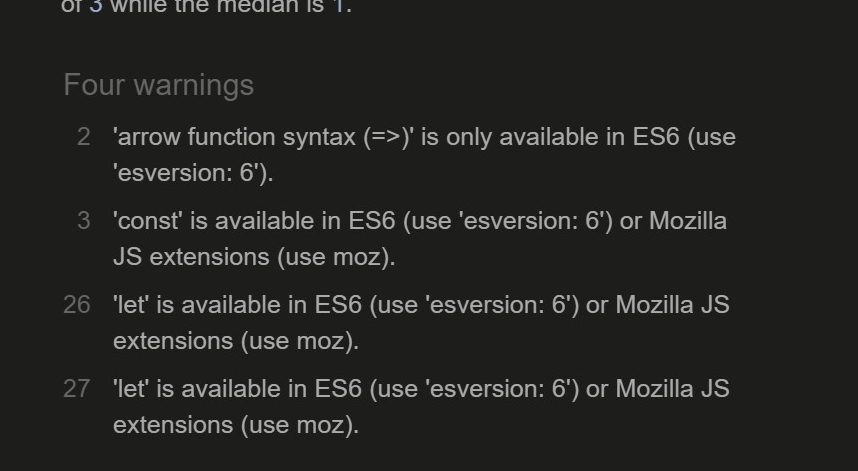 of 3 while the median is 1.
Four warnings
2 'arrow function syntax (=>)' is only available in ES6 (use
'esversion: 6').
3 'const' is available in ES6 (use 'esversion: 6') or Mozilla
JS extensions (use moz).
26 'let' is available in ES6 (use 'esversion: 6') or Mozilla JS
extensions (use moz).
27 'let' is available in ES6 (use 'esversion: 6') or Mozilla JS
extensions (use moz).